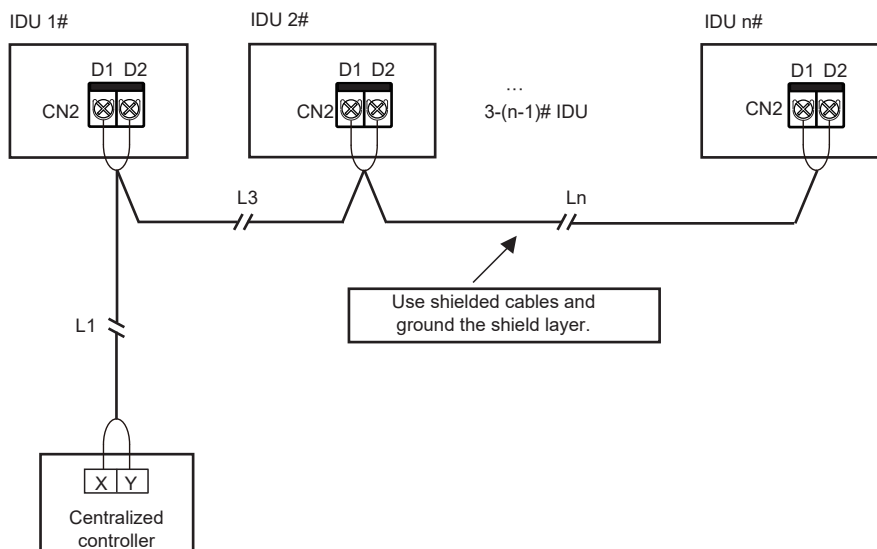 IDU 1#
IDU 2#
IDU n#
D1 D2
D1 D2
D1 D2
CN2
CN2
CN2
...
3-(n-1)# IDU
L3
Ln
Use shielded cables and
ground the shield layer.
L1
X Y
Centralized
controller